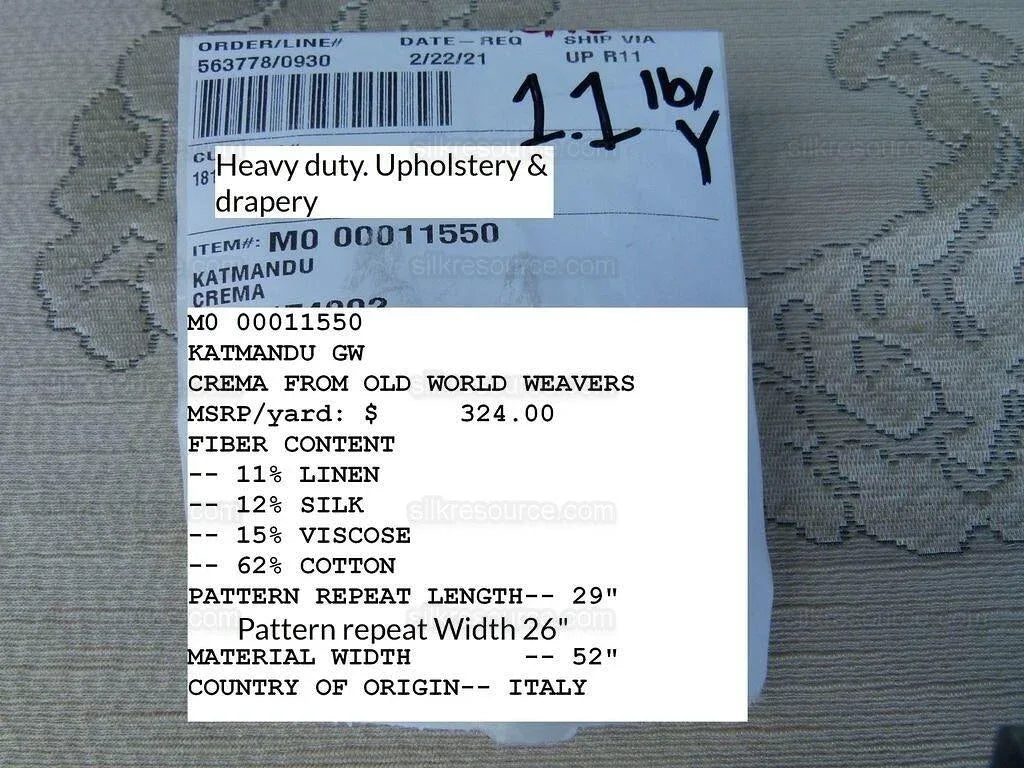 ORDER/LINE# DATE-REQ SHIP VIA
563778/0930 2/22/21 UP R11
1.1 lb/
Y
Heavy duty. Upholstery &
181
drapery
ITEM#: M0 00011550
KATMANDU
CREMA
M0 00011550
KATMANDU GW
CREMA FROM OLD WORLD WEAVERS
MSRP/yard: $ 324.00
FIBER CONTENT
-- 11% LINEN
-- 12% SILK
silkresource.com
-- 15% VISCOSE
-- 62% COTTON
PATTERN REPEAT LENGTH-- 29"
Pattern repeat Width 26"
MATERIAL WIDTH -- 52"
COUNTRY OF ORIGIN-- ITALY